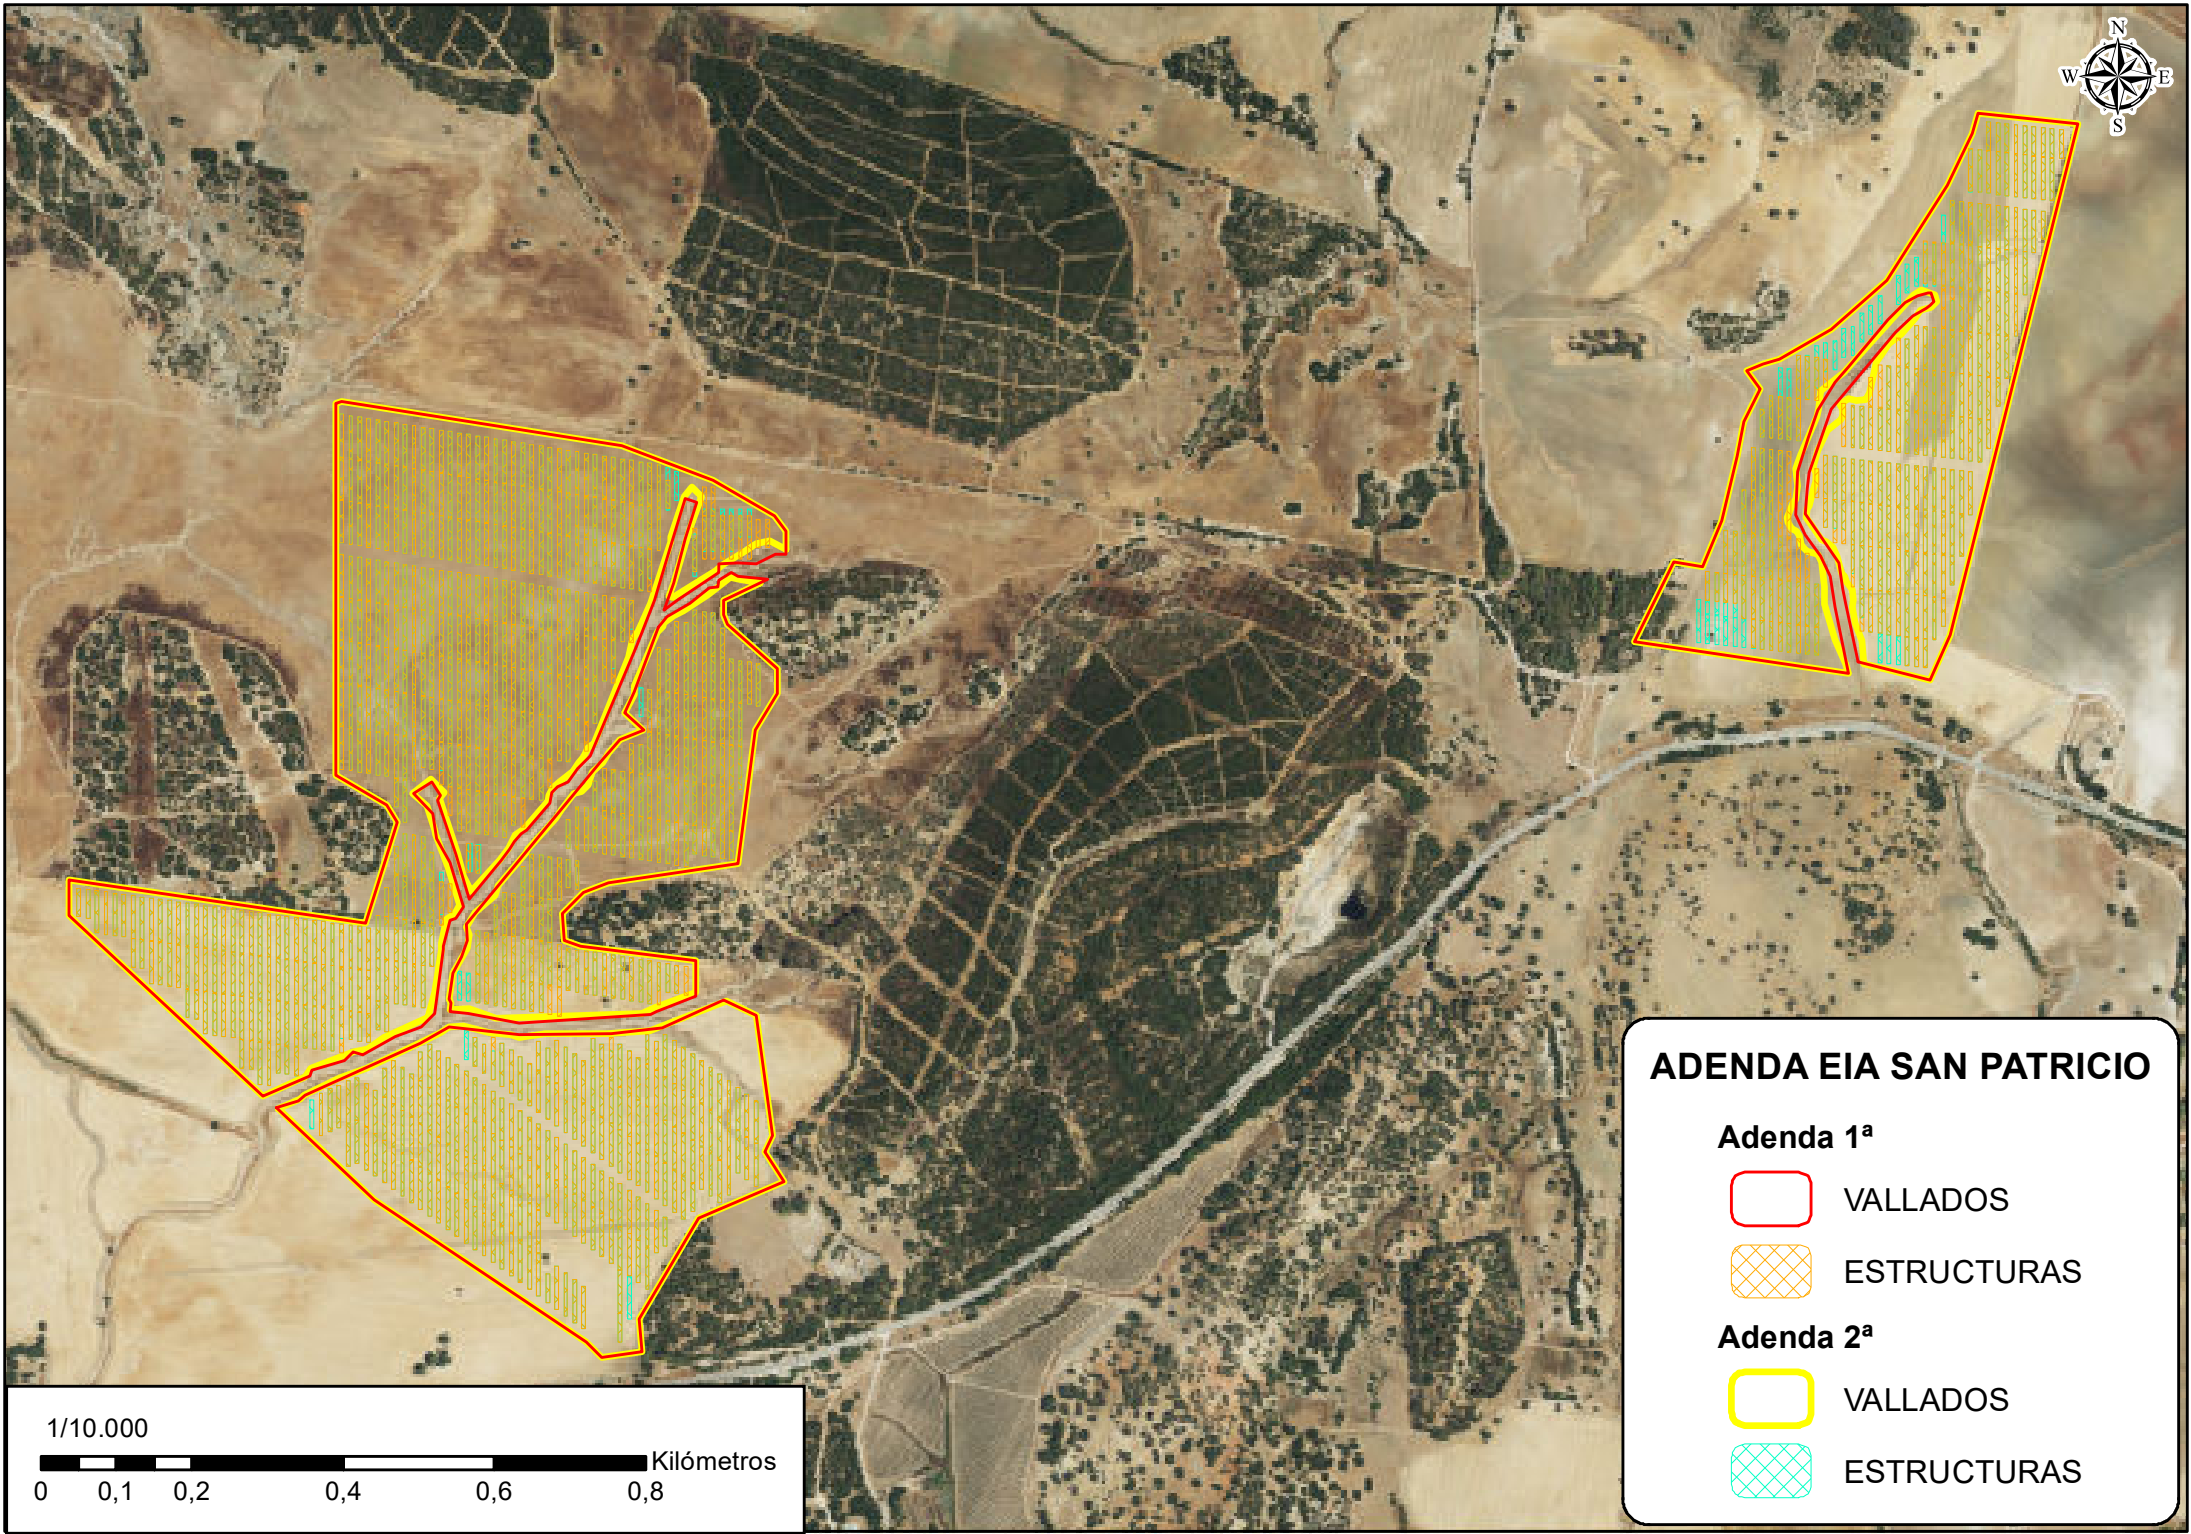 N
W E
S
ADENDA EIA SAN PATRICIO
Adenda 1ª
VALLADOS
ESTRUCTURAS
Adenda 2ª
VALLADOS
ESTRUCTURAS
1/10.000
Kilómetros
0 0,1 0,2 0,4 0,6 0,8